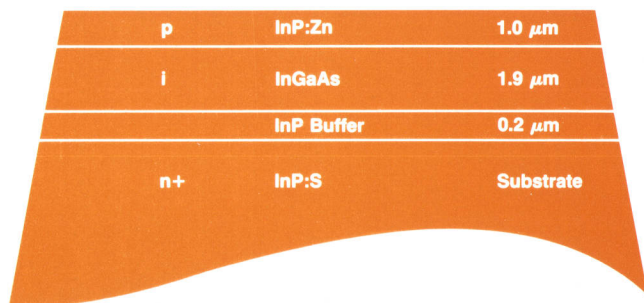 p InP:Zn 1.0 μm
i InGaAs 1.9 μm
InP Buffer 0.2 μm
n+ InP:S Substrate